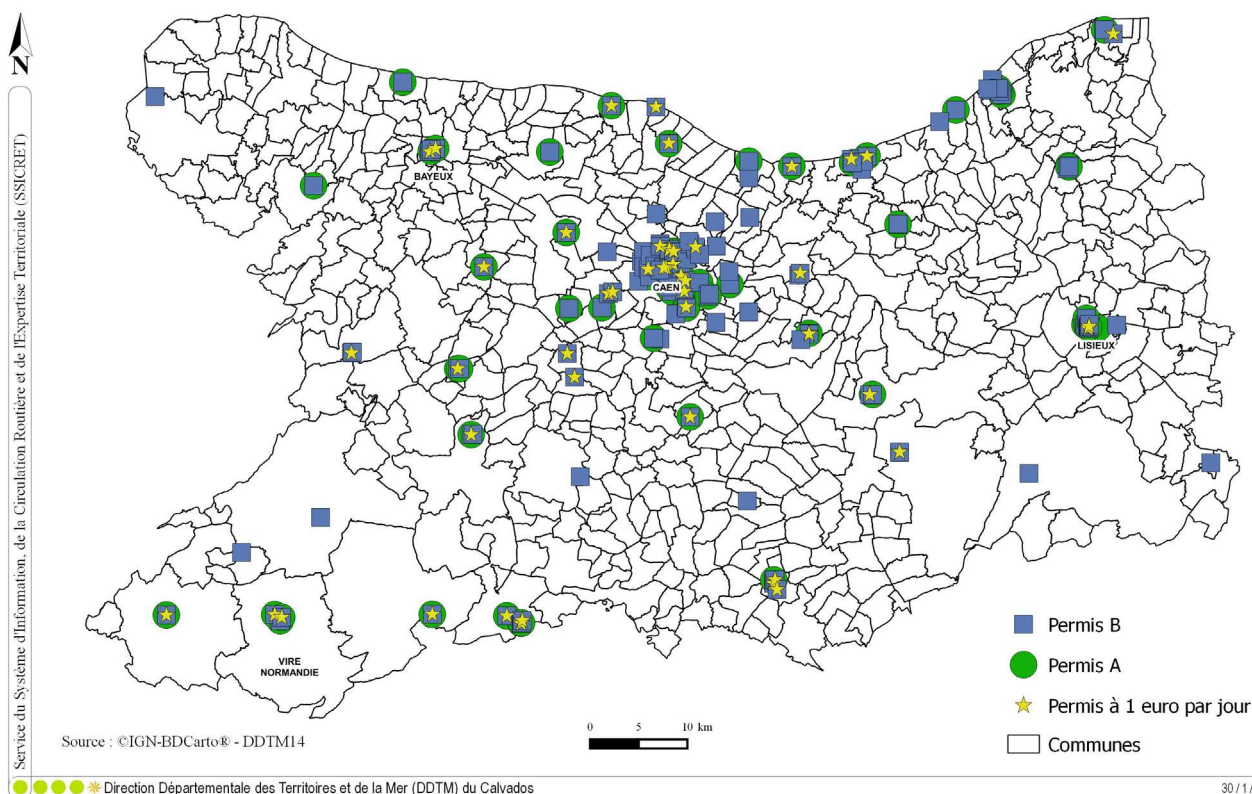 N
Service du Système d'Information, de la Circulation Routière et de l'Expertise Territoriale (SSICRET)
BAYEUX
CAEN
LISIEUX
VIRE
NORMANDIE
Permis B
Permis A
Permis à 1 euro par jour
Communes
0 5 10 km
Source : ©IGN-BDCarto® - DDTM14
Direction Départementale des Territoires et de la Mer (DDTM) du Calvados
30 / 1 /